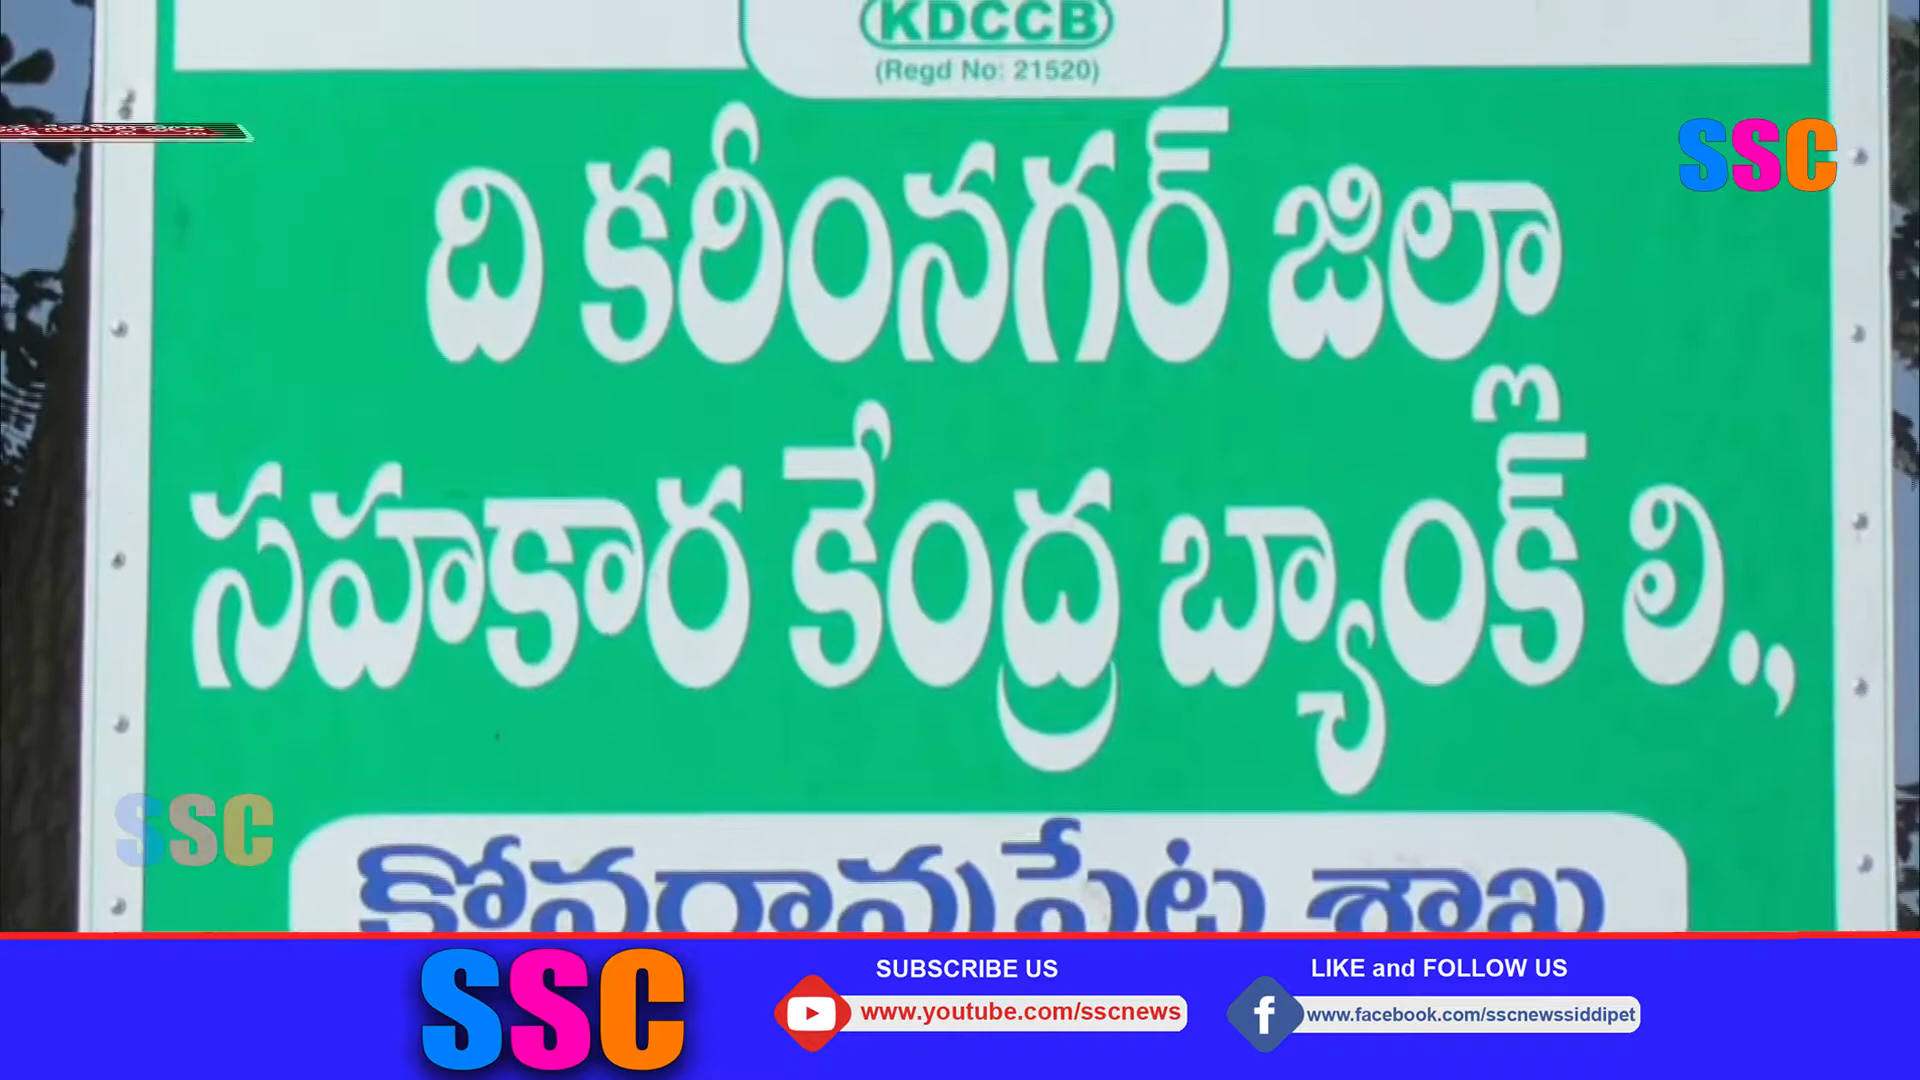 KDCCB
(Regd No: 21520)
SSC
ది కరీంనగర్ జిల్లా
సహకార కేంద్ర బ్యాంక్ లి.,
SSC
కోనరావుపేట శాఖ
SSC
SUBSCRIBE US
www.youtube.com/sscnews
LIKE and FOLLOW US
www.facebook.com/sscnewssiddipet